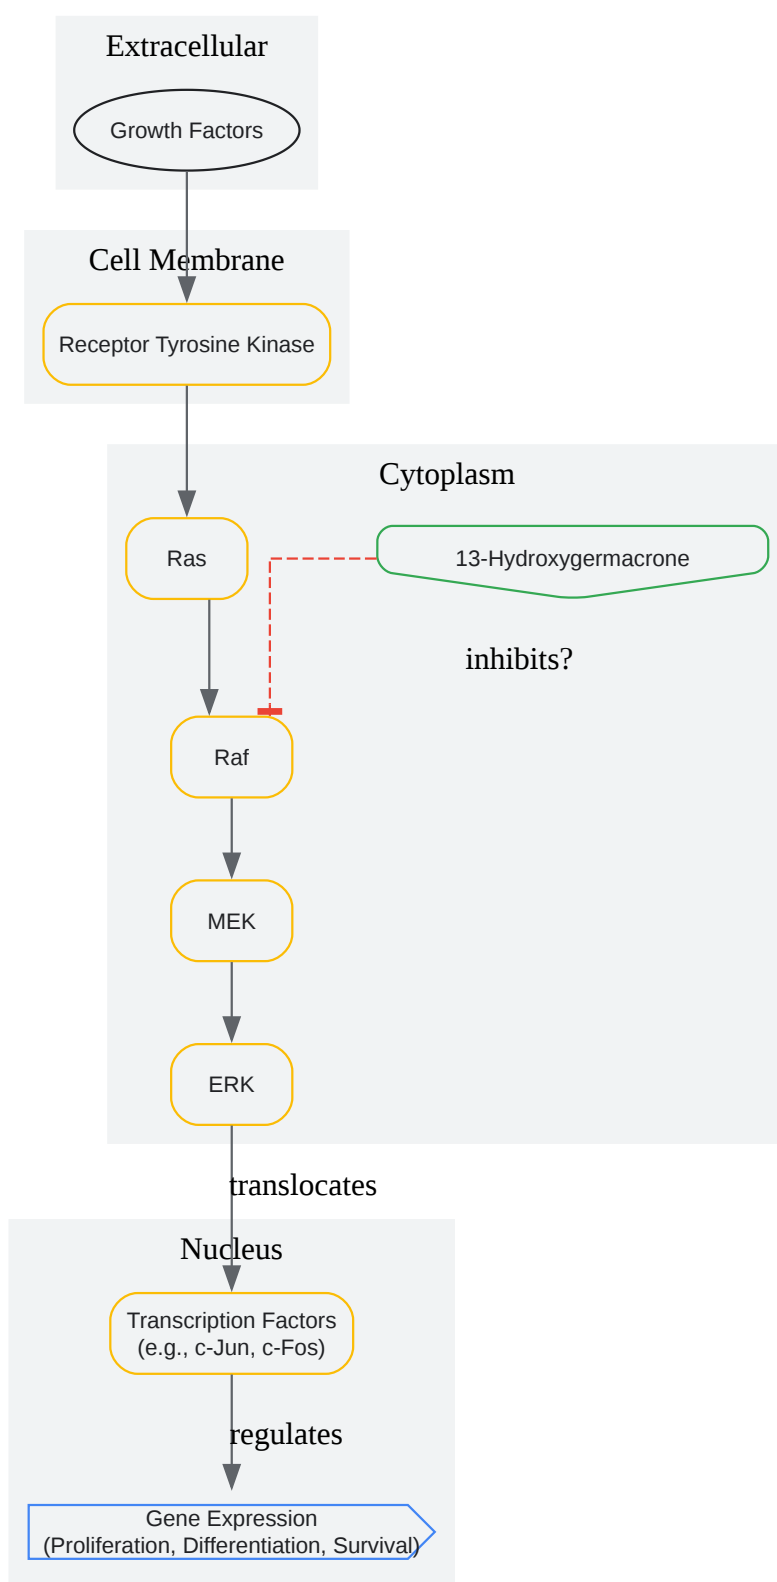 Extracellular
Growth Factors
Cell Membrane
Receptor Tyrosine Kinase
Cytoplasm
Ras
13-Hydroxygermacrone
inhibits?
Raf
MEK
ERK
translocates
Nucleus
Transcription Factors
(e.g., c-Jun, c-Fos)
regulates
Gene Expression
(Proliferation, Differentiation, Survival)